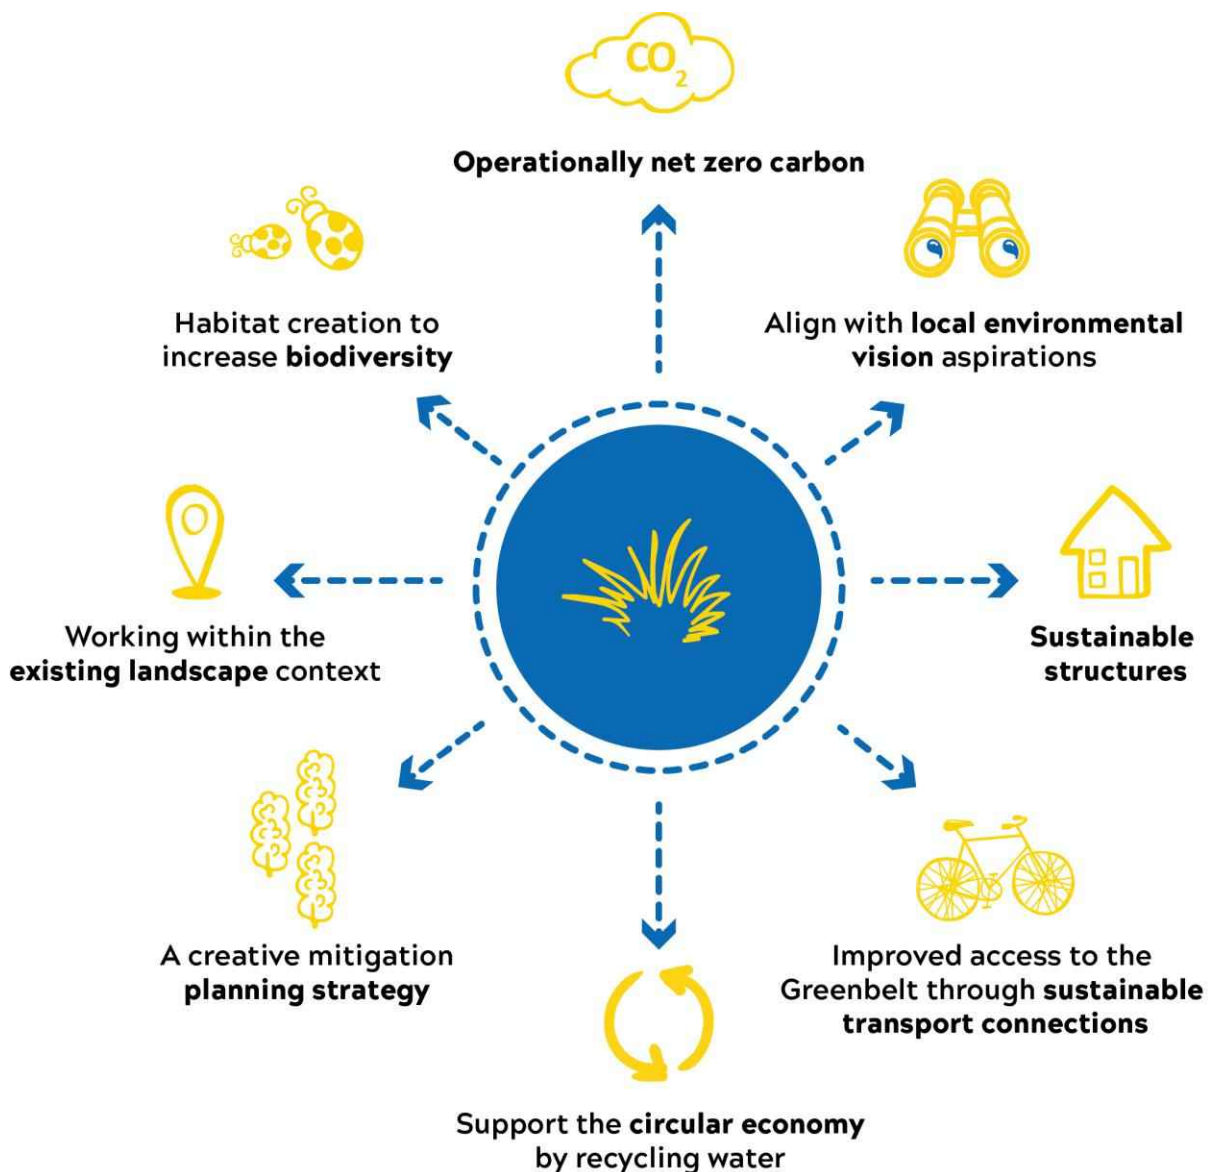 CO2
Operationally net zero carbon
Habitat creation to
increase biodiversity
Align with local environmental
vision aspirations
Working within the
existing landscape context
Sustainable
structures
A creative mitigation
planning strategy
Improved access to the
Greenbelt through sustainable
transport connections
Support the circular economy
by recycling water